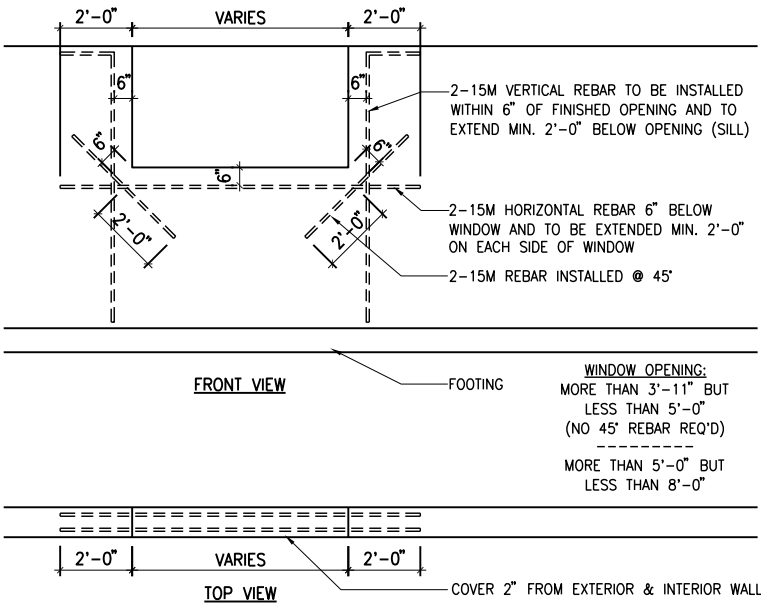 2'-0" VARIES 2'-0"
6" 6"
2-15M VERTICAL REBAR TO BE INSTALLED
WITHIN 6" OF FINISHED OPENING AND TO
EXTEND MIN. 2'-0" BELOW OPENING (SILL)
6" 6" 6"
2'-0" 2'-0"
2-15M HORIZONTAL REBAR 6" BELOW
WINDOW AND TO BE EXTENDED MIN. 2'-0"
ON EACH SIDE OF WINDOW
2-15M REBAR INSTALLED @ 45°
FRONT VIEW
FOOTING
WINDOW OPENING:
MORE THAN 3'-11" BUT
LESS THAN 5'-0"
(NO 45° REBAR REQ'D)
----------
MORE THAN 5'-0" BUT
LESS THAN 8'-0"
2'-0" VARIES 2'-0"
TOP VIEW
COVER 2" FROM EXTERIOR & INTERIOR WALL